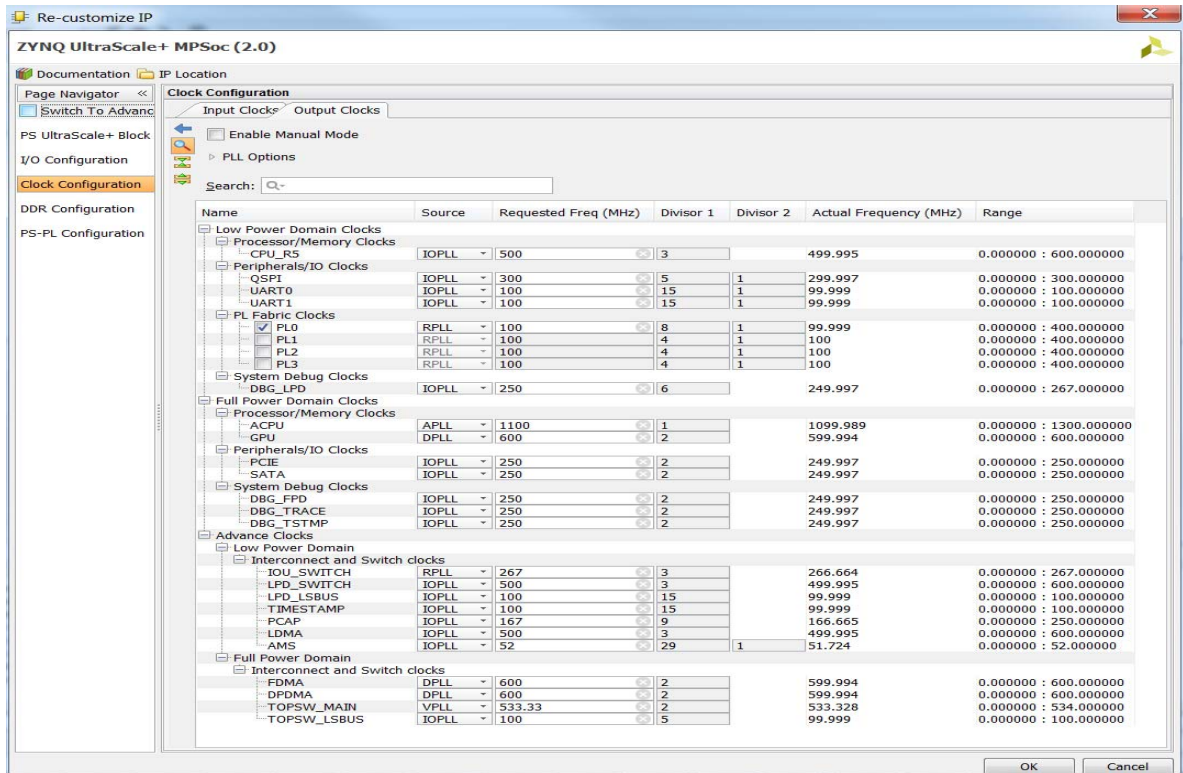 Re-customize IP
ZYNQ UltraScale+ MPSoc (2.0)
Documentation IP Location
Page Navigator «
Switch To Advanc
PS UltraScale+ Block
I/O Configuration
Clock Configuration
DDR Configuration
PS-PL Configuration
Clock Configuration
Input Clocks Output Clocks
Enable Manual Mode
PLL Options
Search:
Name Source Requested Freq (MHz) Divisor 1 Divisor 2 Actual Frequency (MHz) Range
Low Power Domain Clocks
Processor/Memory Clocks
CPU_R5 IOPLL 500 3 499.995 0.000000 : 600.000000
Peripherals/IO Clocks
QSPI IOPLL 300 5 1 299.997 0.000000 : 300.000000
UART0 IOPLL 100 15 1 99.999 0.000000 : 100.000000
UART1 IOPLL 100 15 1 99.999 0.000000 : 100.000000
PL Fabric Clocks
PL0 RPLL 100 8 1 99.999 0.000000 : 400.000000
PL1 RPLL 100 4 1 100 0.000000 : 400.000000
PL2 RPLL 100 4 1 100 0.000000 : 400.000000
PL3 RPLL 100 4 1 100 0.000000 : 400.000000
System Debug Clocks
DBG_LPD IOPLL 250 6 249.997 0.000000 : 267.000000
Full Power Domain Clocks
Processor/Memory Clocks
ACPU APLL 1100 1 1099.989 0.000000 : 1300.000000
GPU DPLL 600 2 599.994 0.000000 : 600.000000
Peripherals/IO Clocks
PCIE IOPLL 250 2 249.997 0.000000 : 250.000000
SATA IOPLL 250 2 249.997 0.000000 : 250.000000
System Debug Clocks
DBG_FPD IOPLL 250 2 249.997 0.000000 : 250.000000
DBG_TRACE IOPLL 250 2 249.997 0.000000 : 250.000000
DBG_TSTMP IOPLL 250 2 249.997 0.000000 : 250.000000
Advance Clocks
Low Power Domain
Interconnect and Switch clocks
IOU_SWITCH RPLL 267 3 266.664 0.000000 : 267.000000
LPD_SWITCH IOPLL 500 3 499.995 0.000000 : 600.000000
LPD_LSBUS IOPLL 100 15 99.999 0.000000 : 100.000000
TIMESTAMP IOPLL 100 15 99.999 0.000000 : 100.000000
PCAP IOPLL 167 9 166.665 0.000000 : 250.000000
LDMA IOPLL 500 3 499.995 0.000000 : 600.000000
AMS IOPLL 52 29 1 51.724 0.000000 : 52.000000
Full Power Domain
Interconnect and Switch clocks
FDMA DPLL 600 2 599.994 0.000000 : 600.000000
DPDMA DPLL 600 2 599.994 0.000000 : 600.000000
TOPSW_MAIN VPLL 533.33 2 533.328 0.000000 : 534.000000
TOPSW_LSBUS IOPLL 100 5 99.999 0.000000 : 100.000000
OK Cancel